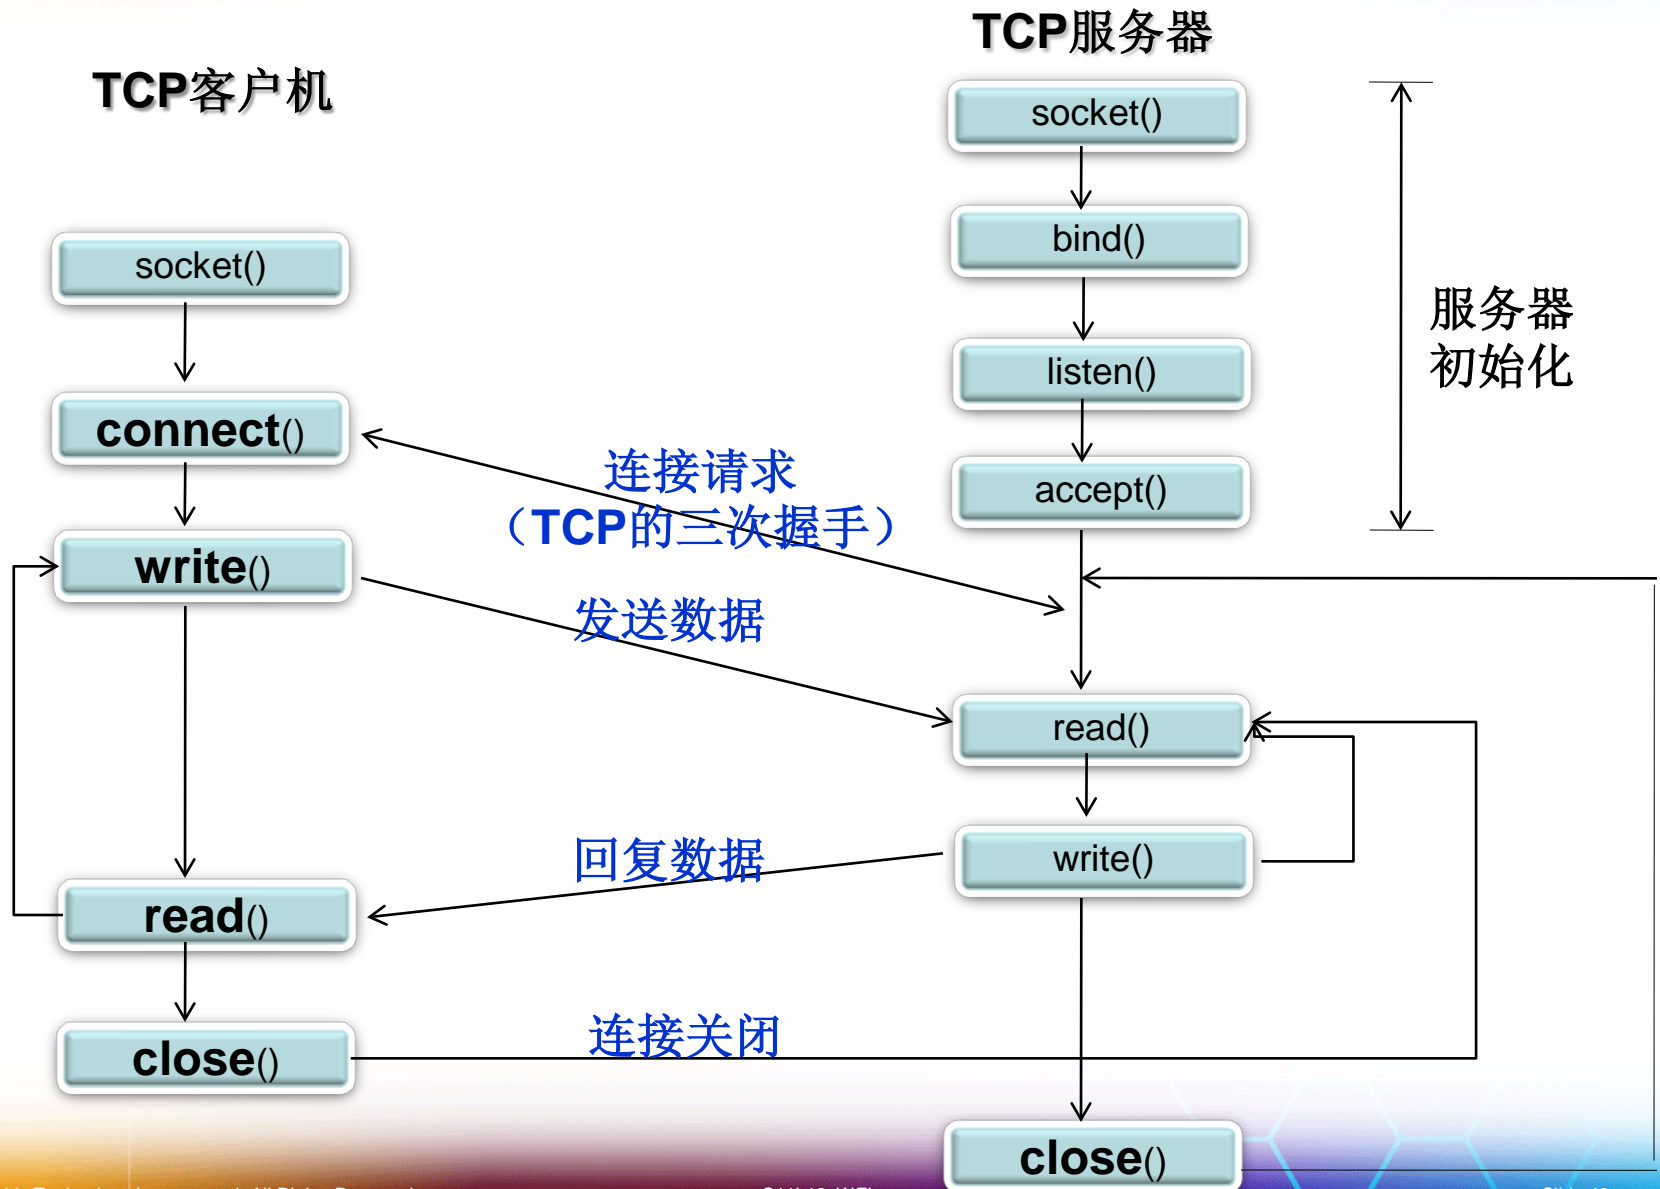 TCP服务器
TCP客户机
socket()
bind()
listen()
accept()
服务器
初始化
socket()
connect()
write()
read()
close()
连接请求
(TCP的三次握手)
发送数据
回复数据
连接关闭
read()
write()
close()